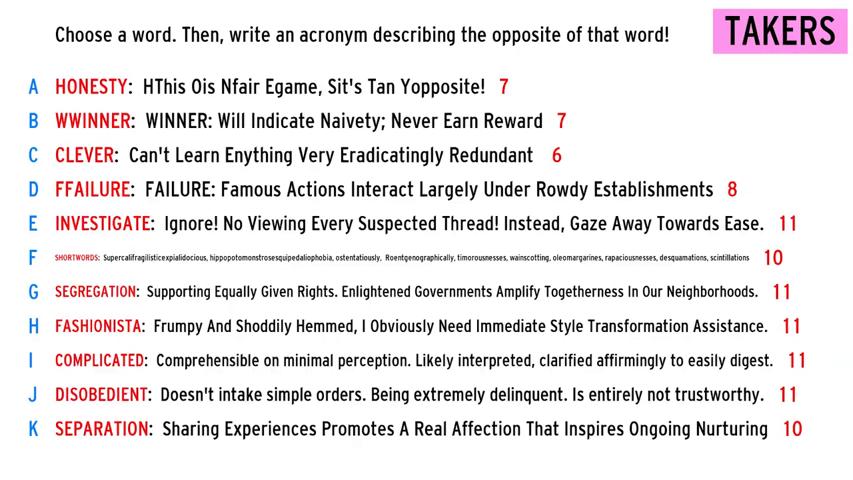 Choose a word. Then, write an acronym describing the opposite of that word! TAKERS
A HONESTY: HThis Ois Nfair Egame, Sit's Tan Yopposite! 7
B WWINNER: WINNER: Will Indicate Naivety; Never Earn Reward 7
C CLEVER: Can't Learn Enything Very Eradicatingly Redundant 6
D FFAILURE: FAILURE: Famous Actions Interact Largely Under Rowdy Establishments 8
E INVESTIGATE: Ignore! No Viewing Every Suspected Thread! Instead, Gaze Away Towards Ease. 11
F SHORTWORDS: Supercalifragilisticexpialidocious, hippopotomonstrosesquipedaliophobia, ostentatiously, Roentgenographically, timorousnesses, wainscotting, oleomargarines, rapaciousnesses, desquamations, scintillations 10
G SEGREGATION: Supporting Equally Given Rights. Enlightened Governments Amplify Togetherness In Our Neighborhoods. 11
H FASHIONISTA: Frumpy And Shoddily Hemmed, I Obviously Need Immediate Style Transformation Assistance. 11
I COMPLICATED: Comprehensible on minimal perception. Likely interpreted, clarified affirmingly to easily digest. 11
J DISOBEDIENT: Doesn't intake simple orders. Being extremely delinquent. Is entirely not trustworthy. 11
K SEPARATION: Sharing Experiences Promotes A Real Affection That Inspires Ongoing Nurturing 10